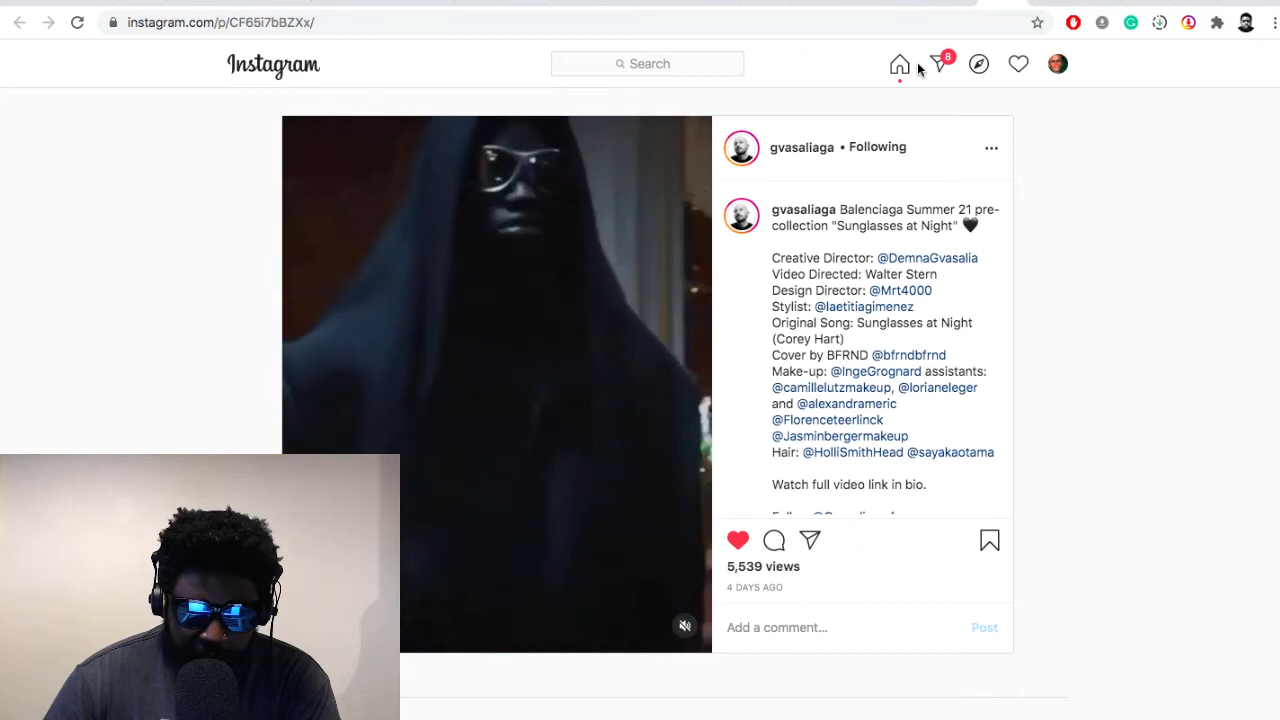 instagram.com/p/CF65i7bBZXx/
Instagram
Search
8
gvasaliaga • Following
gvasaliaga Balenciaga Summer 21 pre-
collection "Sunglasses at Night" 🖤
Creative Director: @DemnaGvasalia
Video Directed: Walter Stern
Design Director: @Mrt4000
Stylist: @laetitiagimenez
Original Song: Sunglasses at Night
(Corey Hart)
Cover by BFRND @bfrndbfrnd
Make-up: @IngeGrognard assistants:
@camillelutzmakeup, @lorianeleger
and @alexandrameric
@Florenceteerlinck
@Jasminbergermakeup
Hair: @HolliSmithHead @sayakaotama
Watch full video link in bio.
5,539 views
4 DAYS AGO
Add a comment...
Post